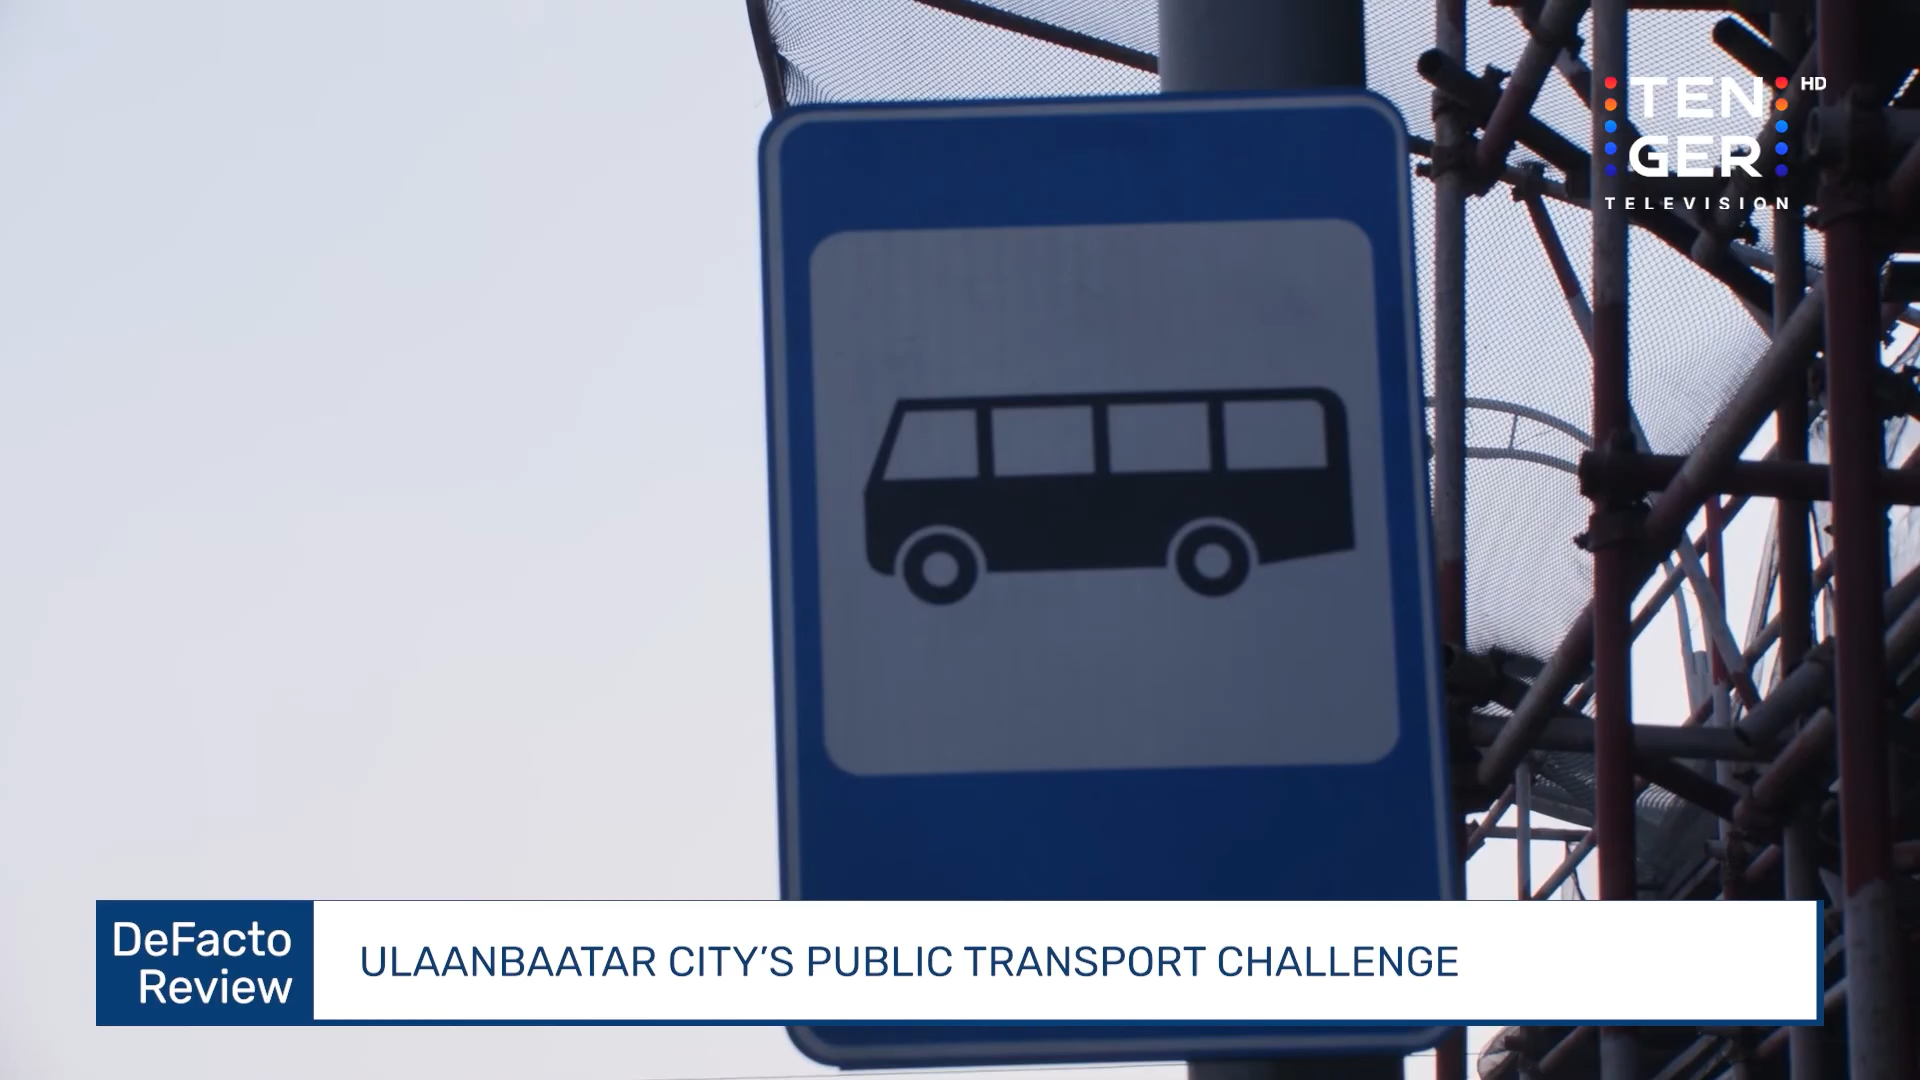 TEN
GER
HD
TELEVISION
DeFacto
Review
ULAANBAATAR CITY’S PUBLIC TRANSPORT CHALLENGE